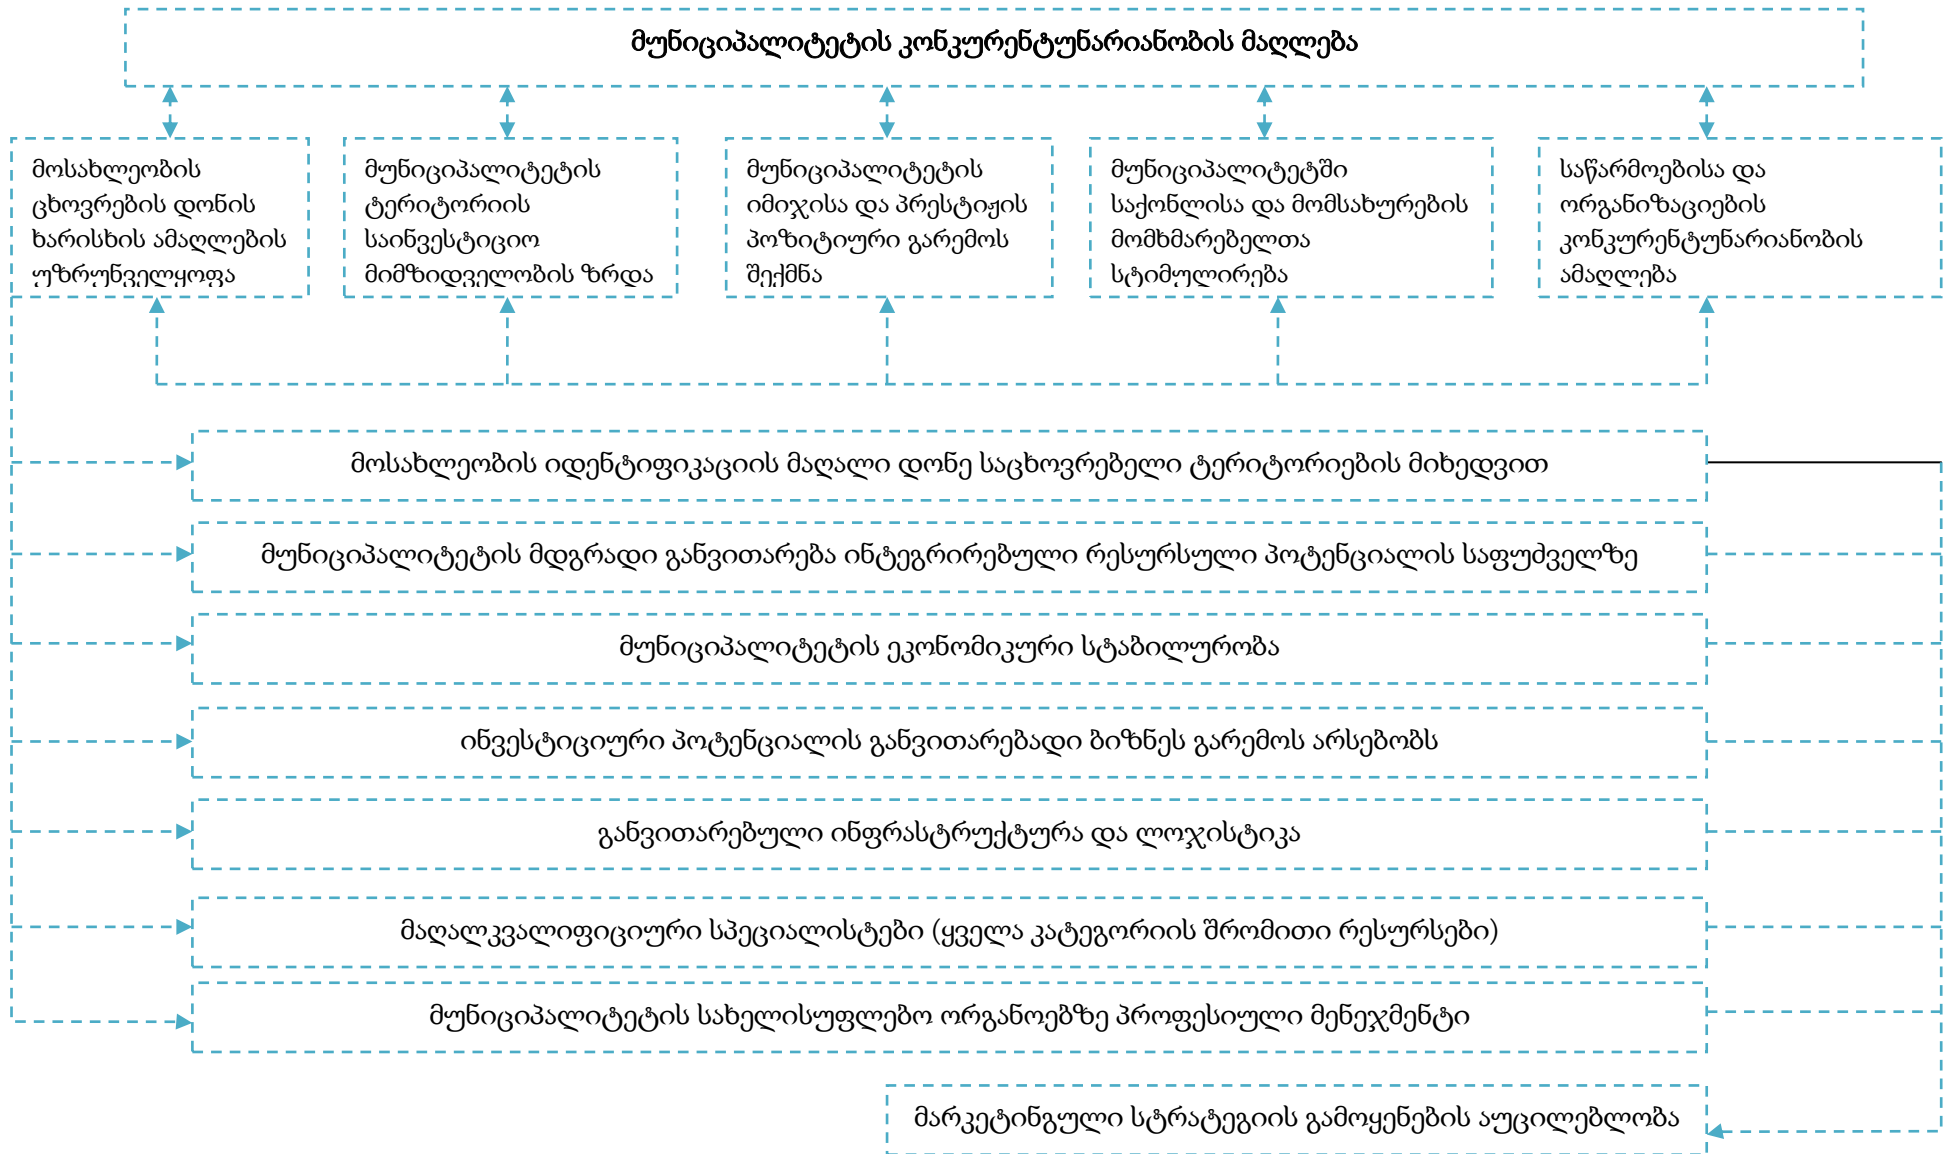 მუნიციპალიტეტის კონკურენტუნარიანობის მაღლება
მოსახლეობის
ცხოვრების დონის
ხარისხის ამაღლების
უზრუნველყოფა
მუნიციპალიტეტის
ტერიტორიის
საინვესტიციო
მიმზიდველობის ზრდა
მუნიციპალიტეტის
იმიჯისა და პრესტიჟის
პოზიტიური გარემოს
შექმნა
მუნიციპალიტეტში
საქონლისა და მომსახურების
მომხმარებელთა
სტიმულირება
საწარმოებისა და
ორგანიზაციების
კონკურენტუნარიანობის
ამაღლება
მოსახლეობის იდენტიფიკაციის მაღალი დონე საცხოვრებელი ტერიტორიების მიხედვით
მუნიციპალიტეტის მდგრადი განვითარება ინტეგრირებული რესურსული პოტენციალის საფუძველზე
მუნიციპალიტეტის ეკონომიკური სტაბილურობა
ინვესტიციური პოტენციალის განვითარებადი ბიზნეს გარემოს არსებობს
განვითარებული ინფრასტრუქტურა და ლოჯისტიკა
მაღალკვალიფიციური სპეციალისტები (ყველა კატეგორიის შრომითი რესურსები)
მუნიციპალიტეტის სახელისუფლებო ორგანოებზე პროფესიული მენეჯმენტი
მარკეტინგული სტრატეგიის გამოყენების აუცილებლობა